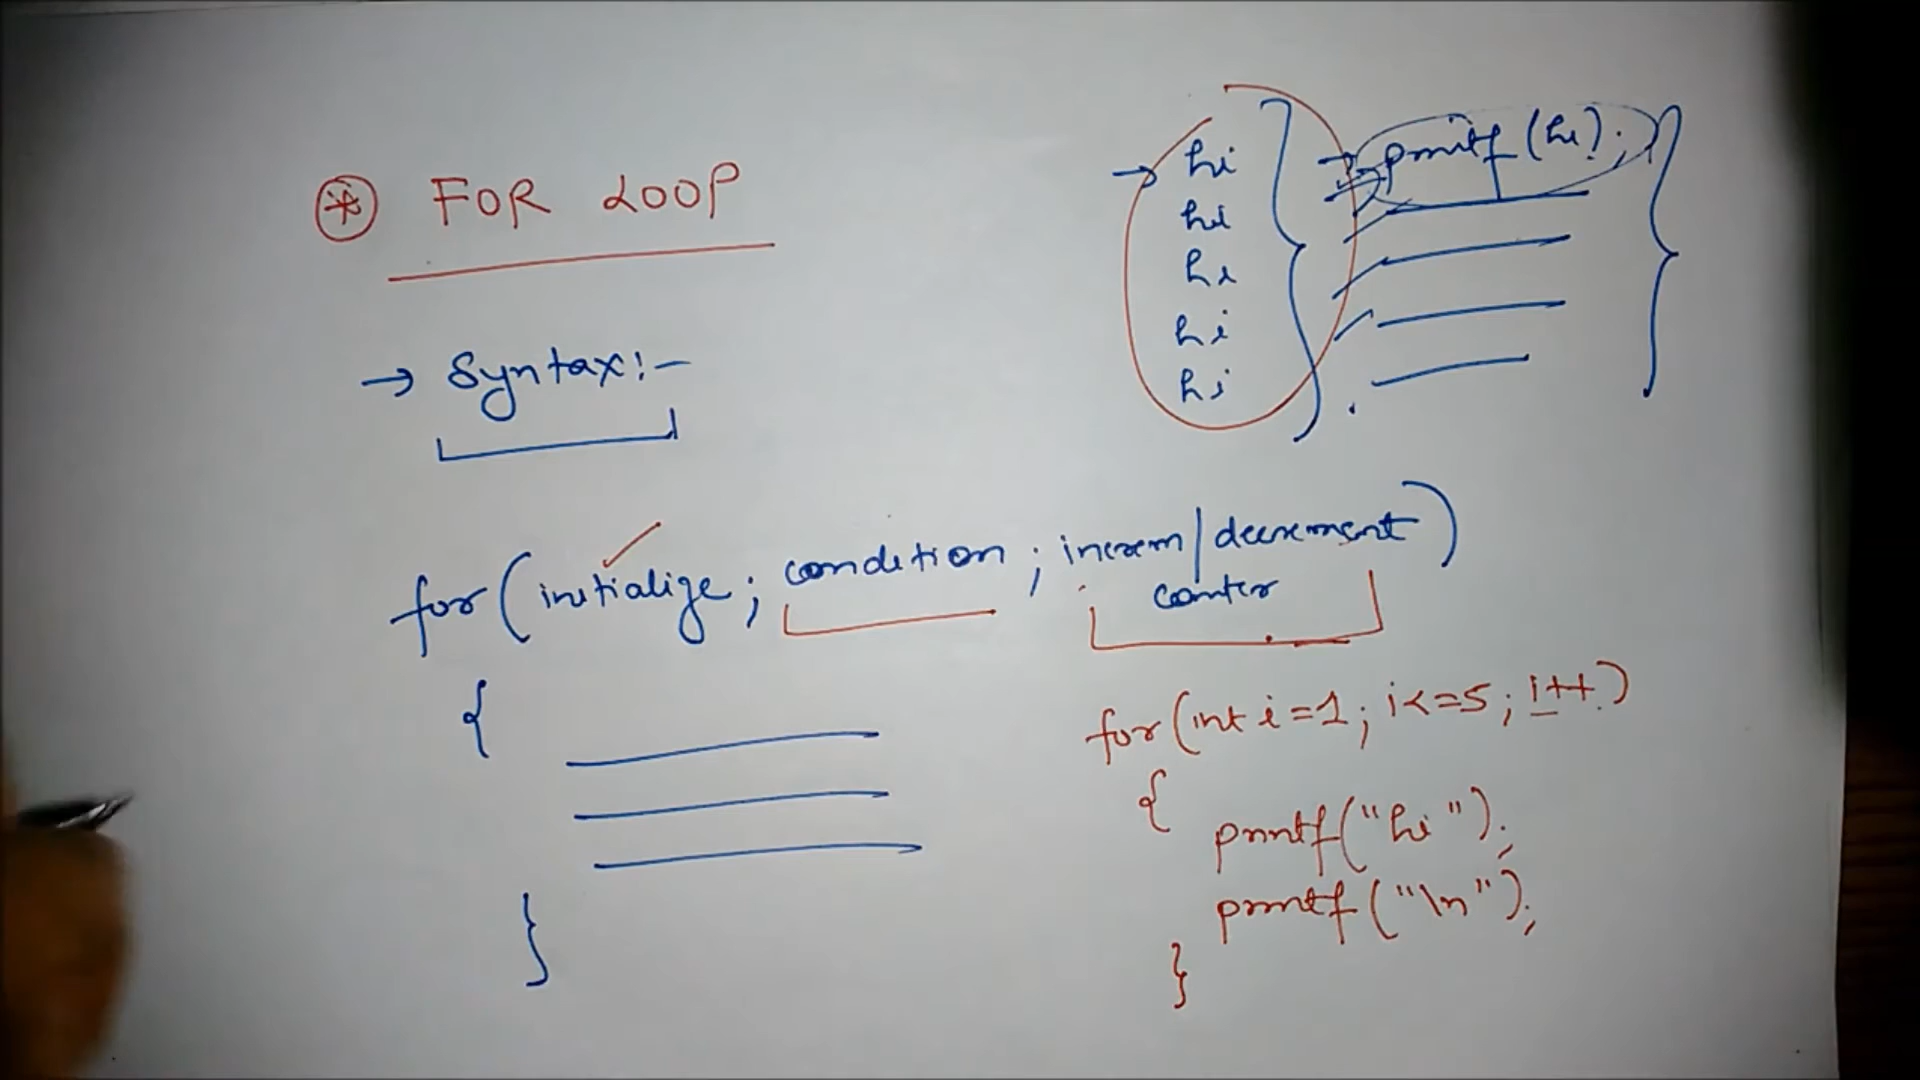 FOR LOOP
hi
hi
hi
hi
hi
printf (hi);
→ Syntax:-
for (initialize; condition; increm/decrement)
counter
{
}
for (int i=1; i<=5; i++)
{
printf("hi");
printf("\n");
}